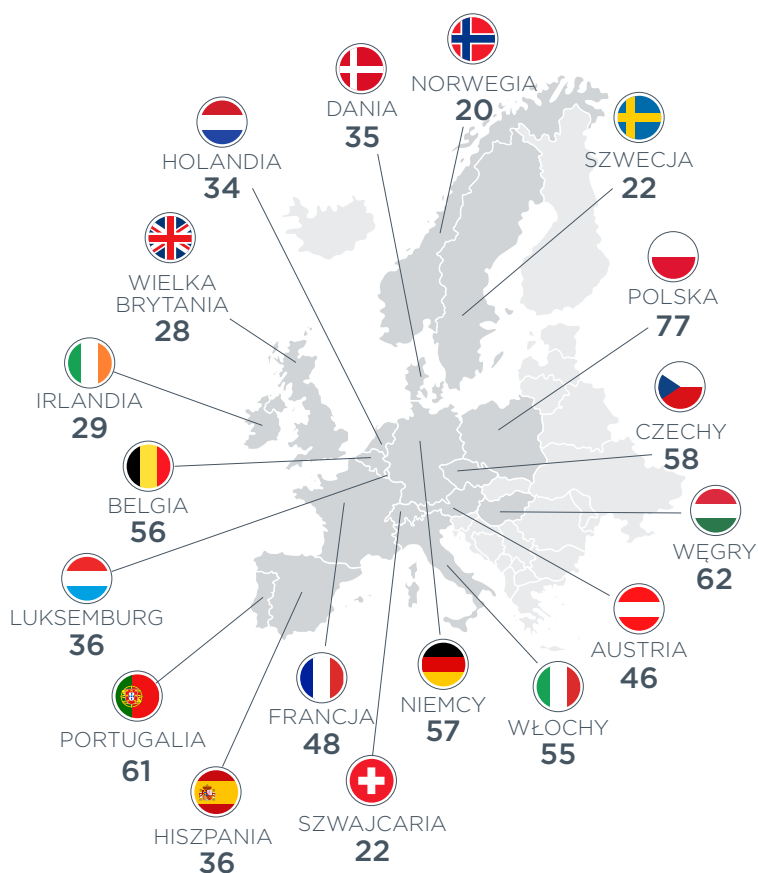 NORWEGIA
20
DANIA
35
HOLANDIA
34
SZWECJA
22
WIELKA
BRYTANIA
28
POLSKA
77
IRLANDIA
29
CZECHY
58
BELGIA
56
WĘGRY
62
LUKSEMBURG
36
AUSTRIA
46
PORTUGALIA
61
FRANCJA
48
NIEMCY
57
WŁOCHY
55
HISZPANIA
36
SZWAJCARIA
22